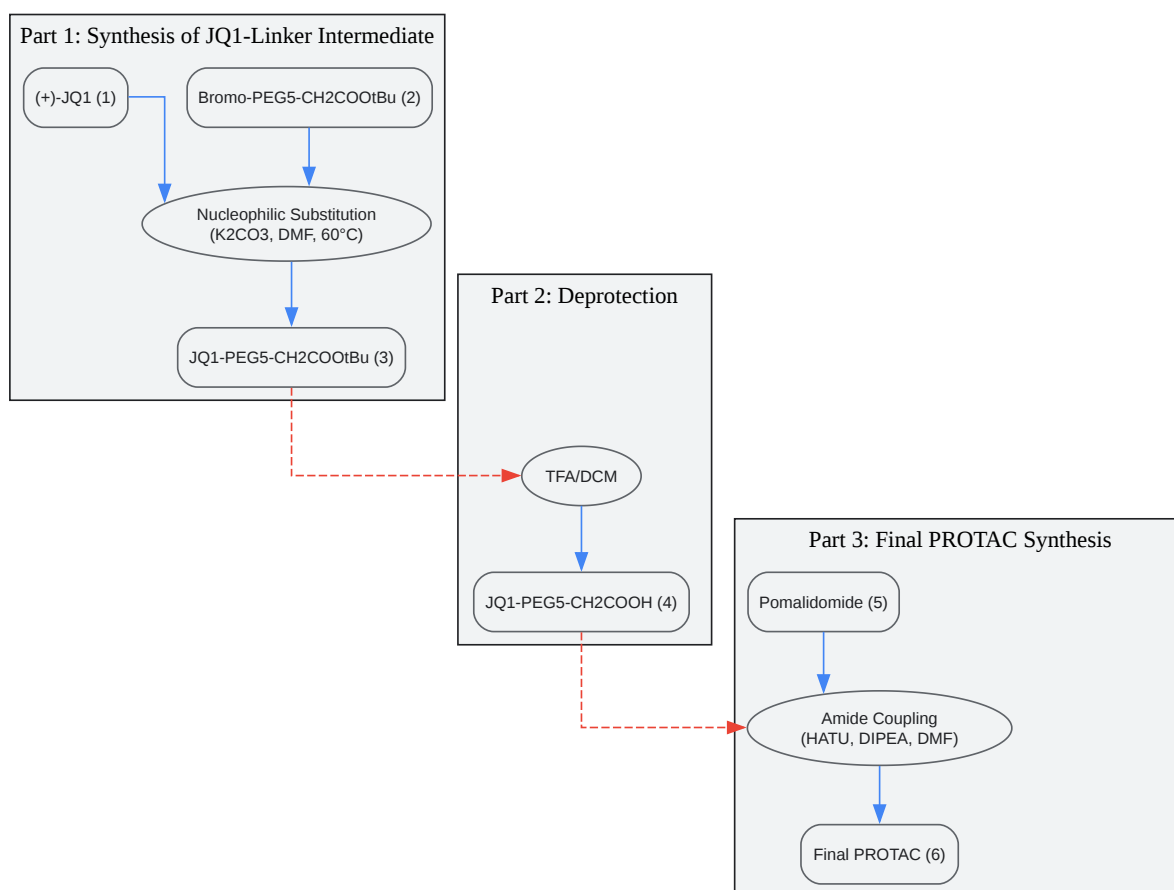 Part 1: Synthesis of JQ1-Linker Intermediate
(+)-JQ1 (1)
Bromo-PEG5-CH2COOtBu (2)
Nucleophilic Substitution
(K2CO3, DMF, 60°C)
JQ1-PEG5-CH2COOtBu (3)
Part 2: Deprotection
TFA/DCM
JQ1-PEG5-CH2COOH (4)
Part 3: Final PROTAC Synthesis
Pomalidomide (5)
Amide Coupling
(HATU, DIPEA, DMF)
Final PROTAC (6)